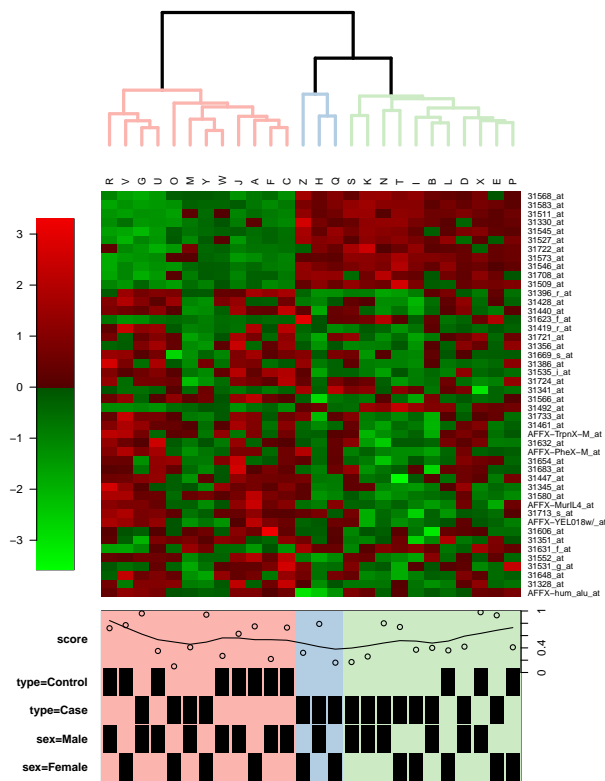 R V G U O M Y W J A F C Z H Q S K N T I B L D X E P
31568_at
31583_at
31511_at
31330_at
31545_at
31527_at
31722_at
31573_at
31546_at
31708_at
31509_at
31396_r_at
31428_at
31440_at
31623_f_at
31419_r_at
31721_at
31356_at
31669_s_at
31386_at
31535_i_at
31724_at
31341_at
31566_at
31492_at
31733_at
31461_at
AFFX-TrpnX-M_at
31632_at
AFFX-PheX-M_at
31654_at
31683_at
31447_at
31345_at
31580_at
AFFX-MurIL4_at
31713_s_at
AFFX-YEL018w/_at
31606_at
31351_at
31631_f_at
31552_at
31531_g_at
31648_at
31328_at
AFFX-hum_alu_at
3
2
1
0
−1
−2
−3
score
0
0.4
1
type=Control
type=Case
sex=Male
sex=Female